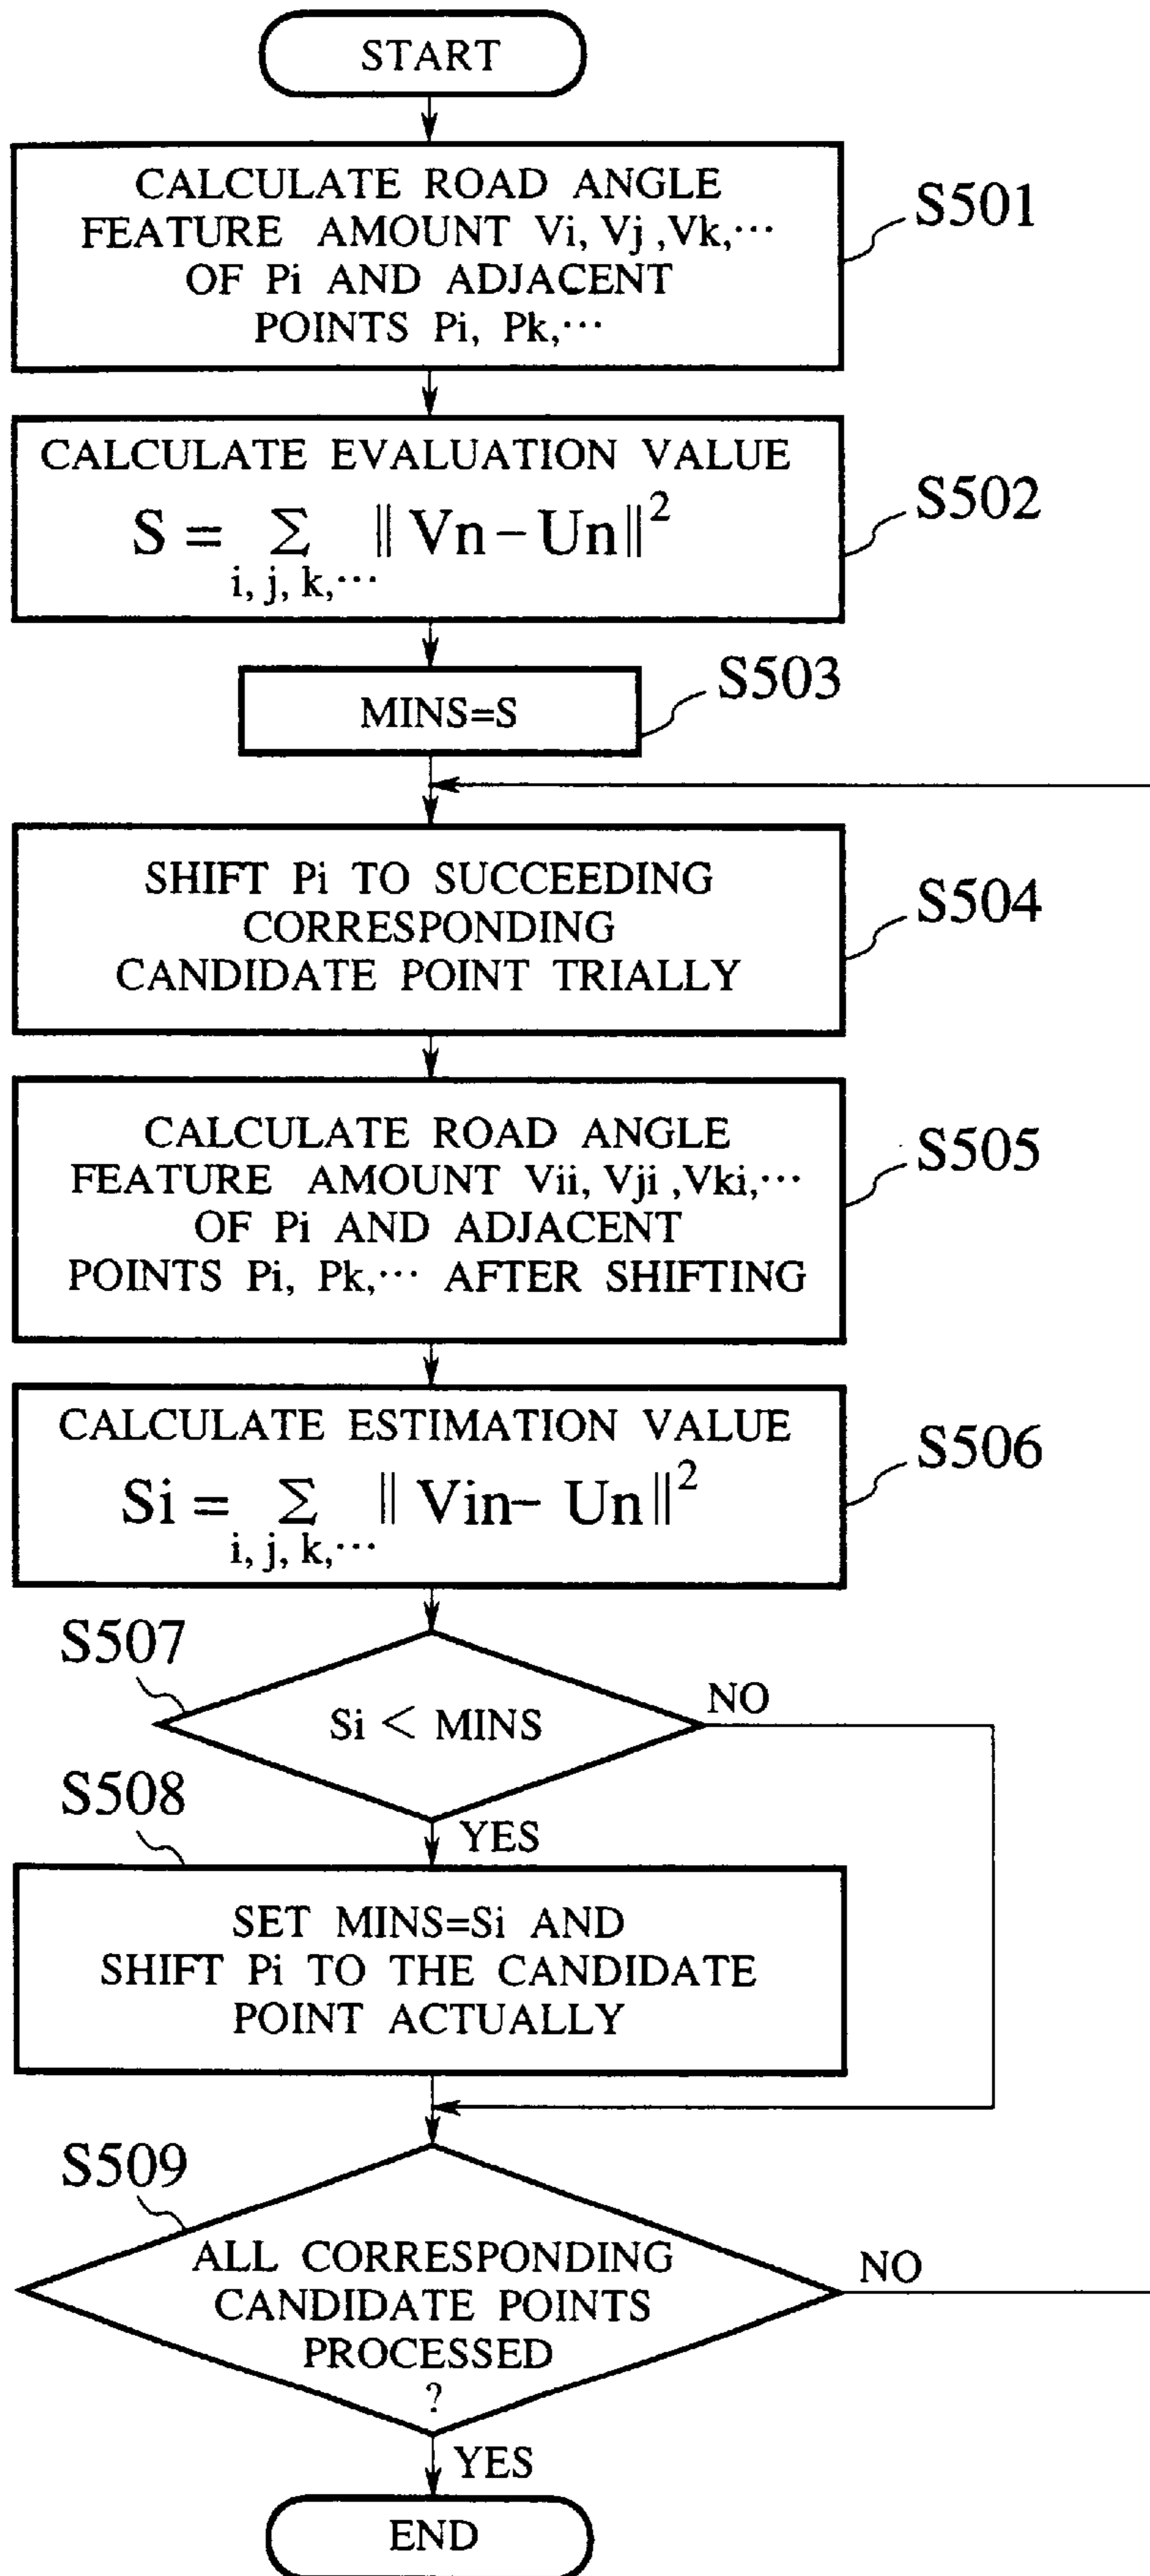 START
CALCULATE ROAD ANGLE
FEATURE AMOUNT Vi, Vj ,Vk,···
OF Pi AND ADJACENT
POINTS Pi, Pk,···
S501
CALCULATE EVALUATION VALUE
S = Σ ‖ Vn – Un ‖²
i, j, k,···
S502
MINS=S
S503
SHIFT Pi TO SUCCEEDING
CORRESPONDING
CANDIDATE POINT TRIALLY
S504
CALCULATE ROAD ANGLE
FEATURE AMOUNT Vii, Vji ,Vki,···
OF Pi AND ADJACENT
POINTS Pi, Pk,··· AFTER SHIFTING
S505
CALCULATE ESTIMATION VALUE
Si = Σ ‖ Vin– Un ‖²
i, j, k,···
S506
S507
Si < MINS
NO
YES
S508
SET MINS=Si AND
SHIFT Pi TO THE CANDIDATE
POINT ACTUALLY
S509
ALL CORRESPONDING
CANDIDATE POINTS
PROCESSED
?
NO
YES
END